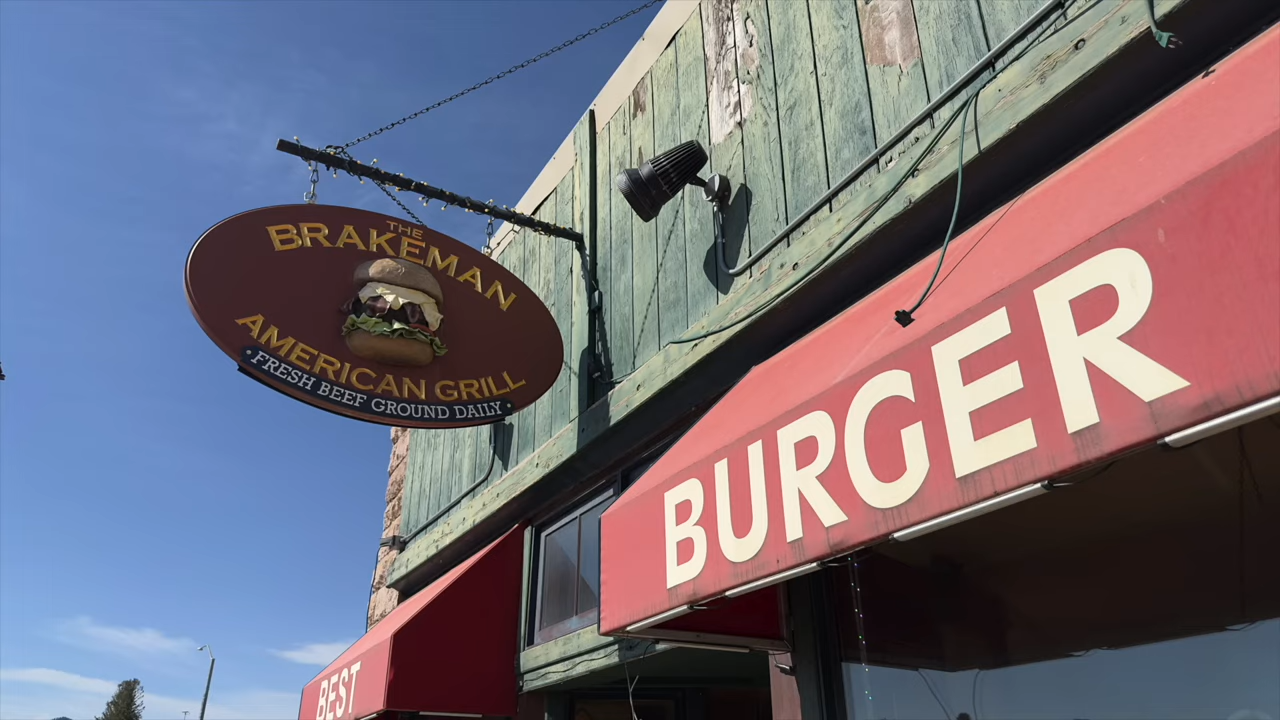 THE
BRAKEMAN
AMERICAN GRILL
• FRESH BEEF GROUND DAILY •
BEST
BURGER